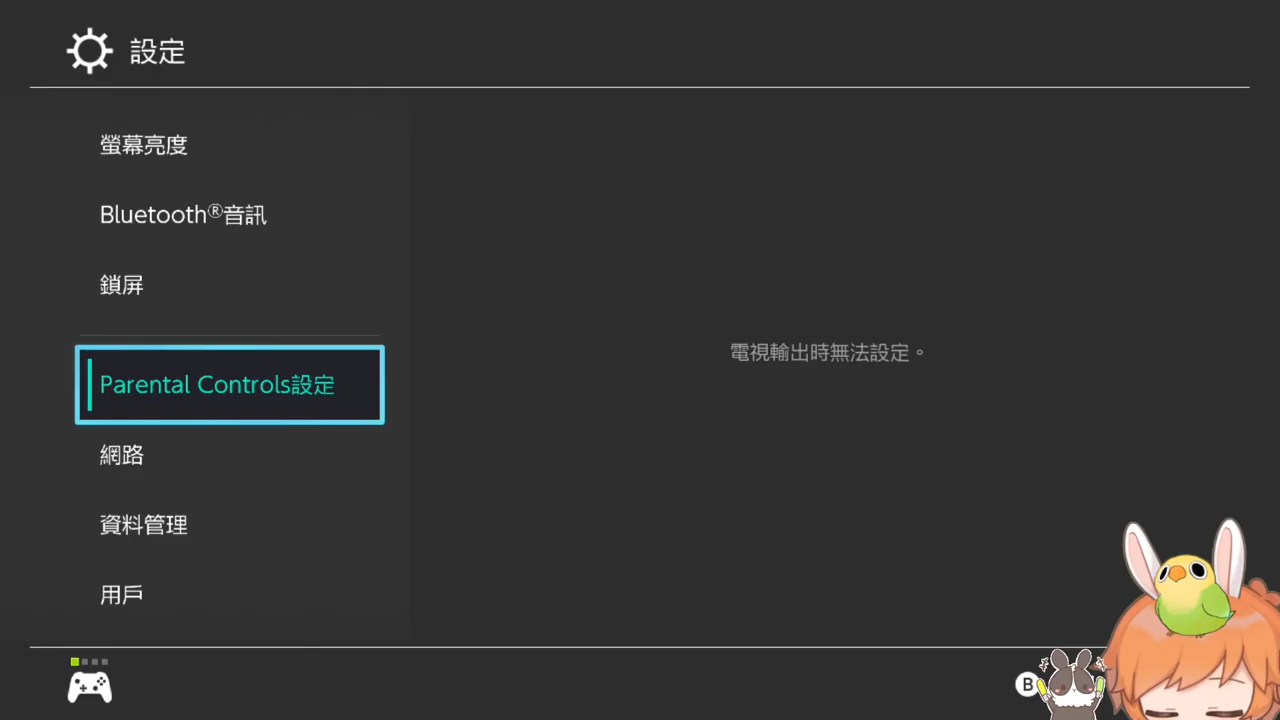 設定
螢幕亮度
Bluetooth®音訊
鎖屏
Parental Controls設定
網路
資料管理
用戶
電視輸出時無法設定。
B